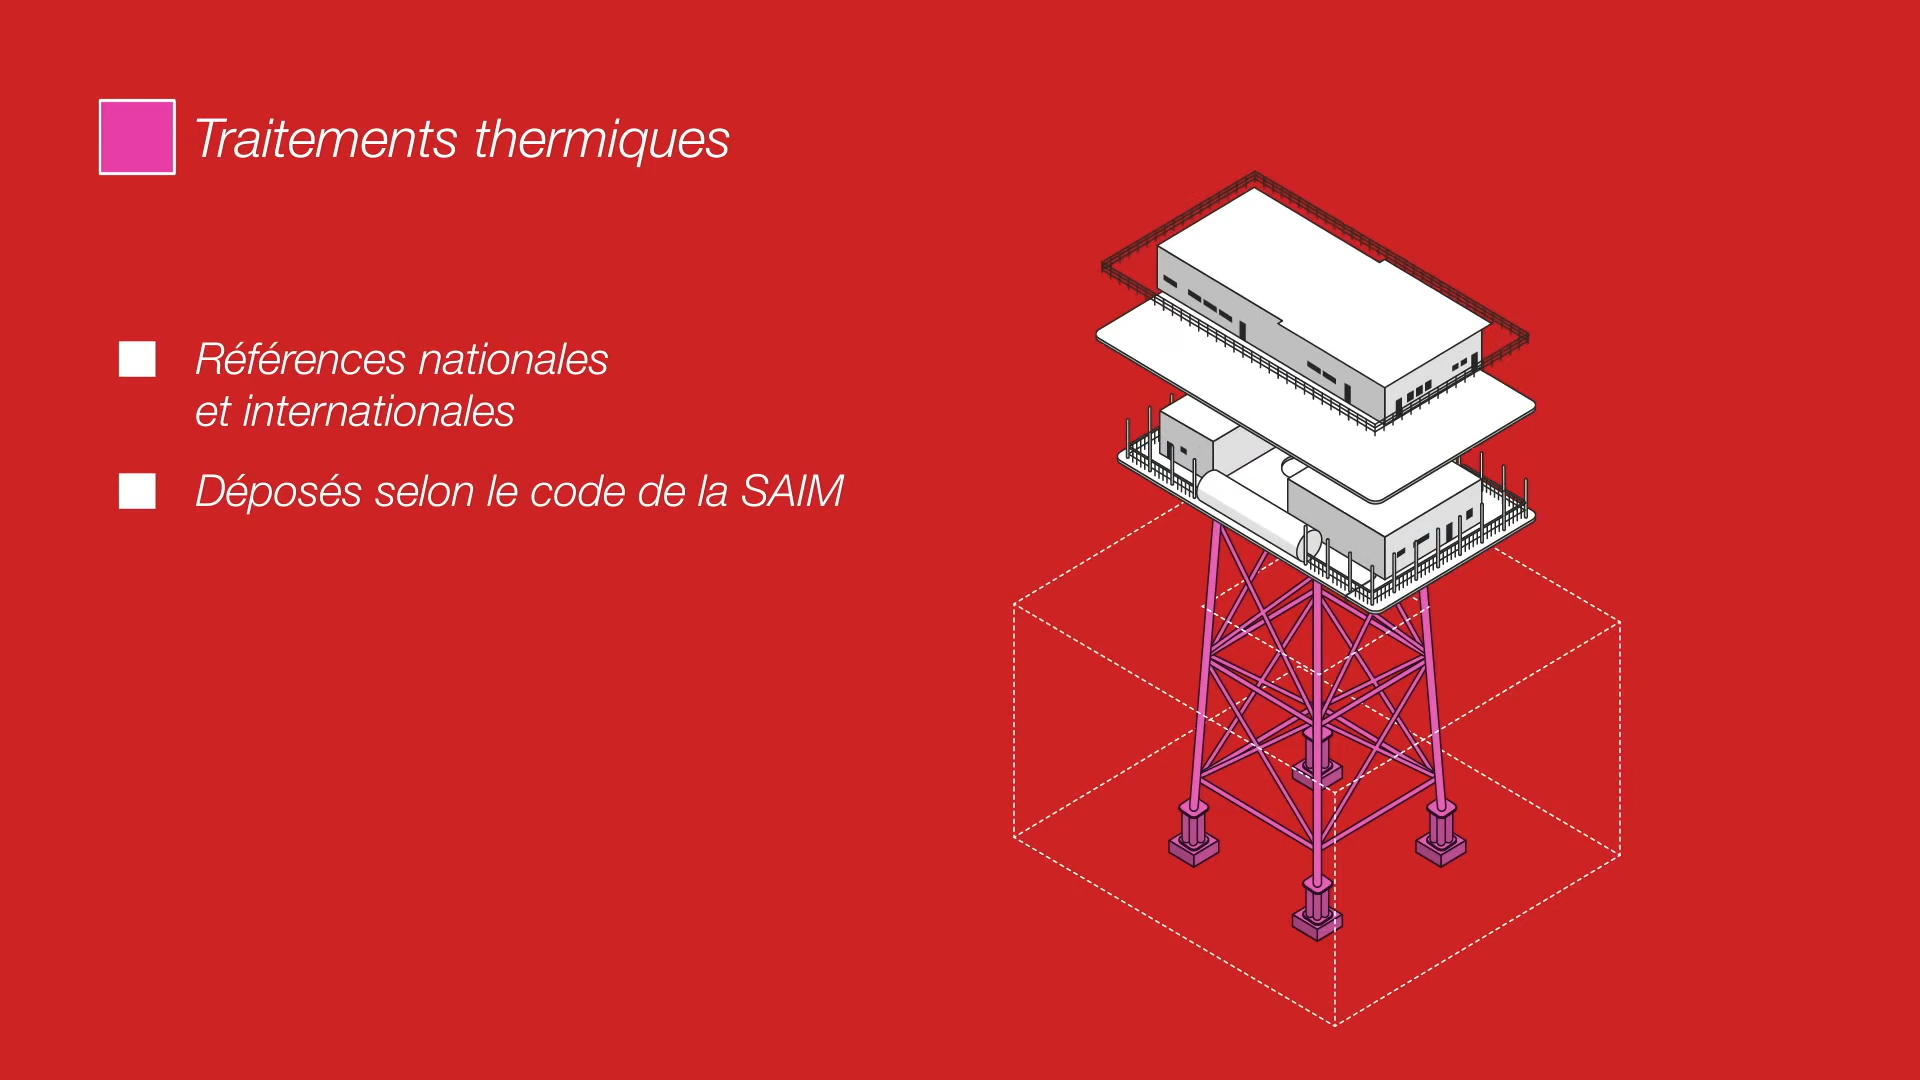 Traitements thermiques
Références nationales
et internationales
Déposés selon le code de la SAIM